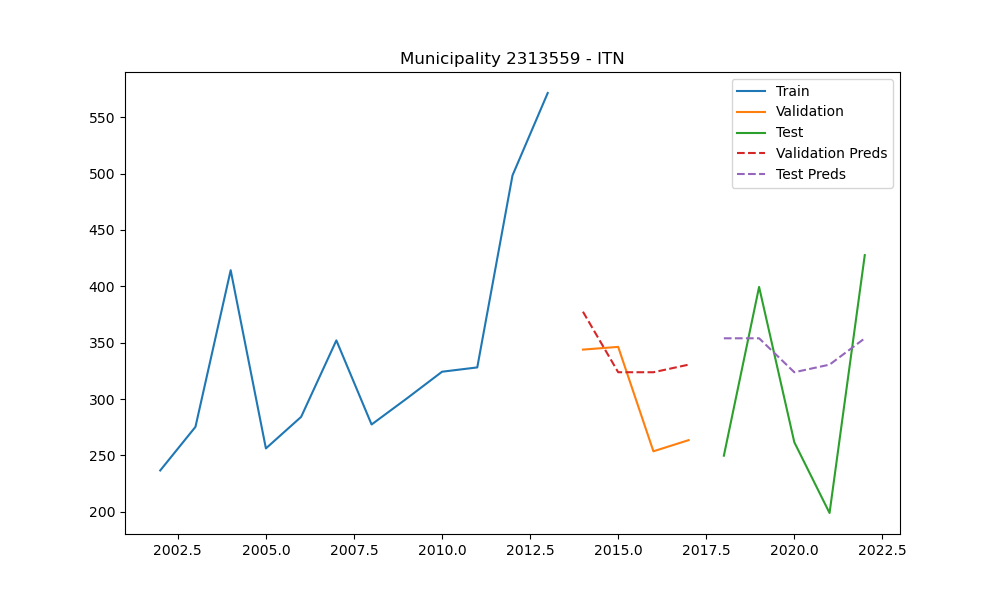 Municipality 2313559 - ITN
Train
Validation
Test
Validation Preds
Test Preds
550
500
450
400
350
300
250
200
2002.5 2005.0 2007.5 2010.0 2012.5 2015.0 2017.5 2020.0 2022.5